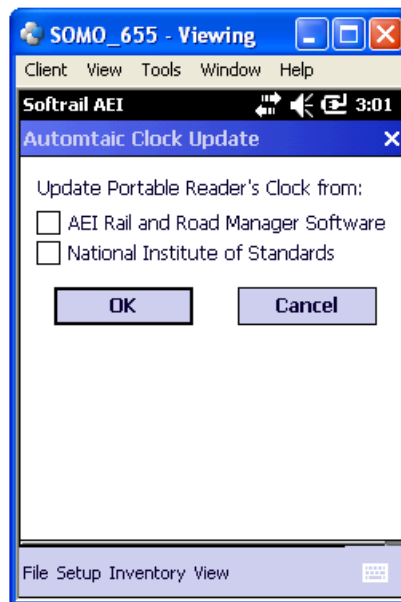 SOMO_655 - Viewing
Client View Tools Window Help
Softrail AEI 3:01
Automtaic Clock Update
Update Portable Reader's Clock from:
AEI Rail and Road Manager Software
National Institute of Standards
OK Cancel
File Setup Inventory View